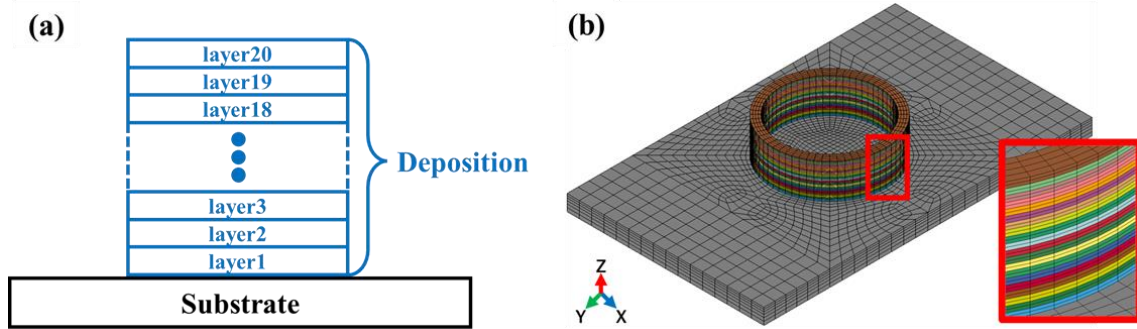 (a)
layer20
layer19
layer18
layer3
layer2
layer1
Deposition
Substrate
(b)
Z
Y
X